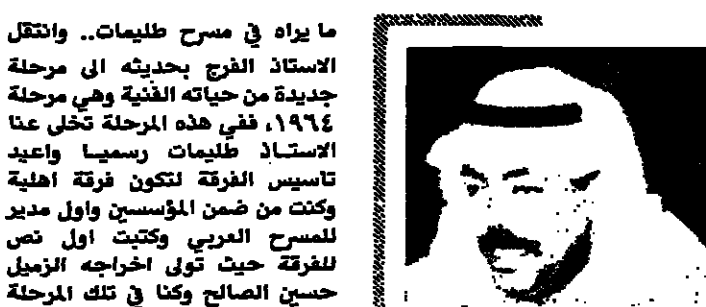 ما يراه في مسرح طليمات.. وانتقل
الاستاذ الفرج بحديثه الى مرحلة
جديدة من حياته الفنية وهي مرحلة
١٩٦٤، ففي هذه المرحلة تخلى عنا
الاستاذ طليمات رسميا واعيد
تاسيس الفرقة لتكون فرقة اهلية
وكنت من ضمن المؤسسين واول مدير
للمسرح العربي وكتبت اول نص
للفرقة حيث تولى اخراجه الزميل
حسين الصالح وكنا في تلك المرحلة